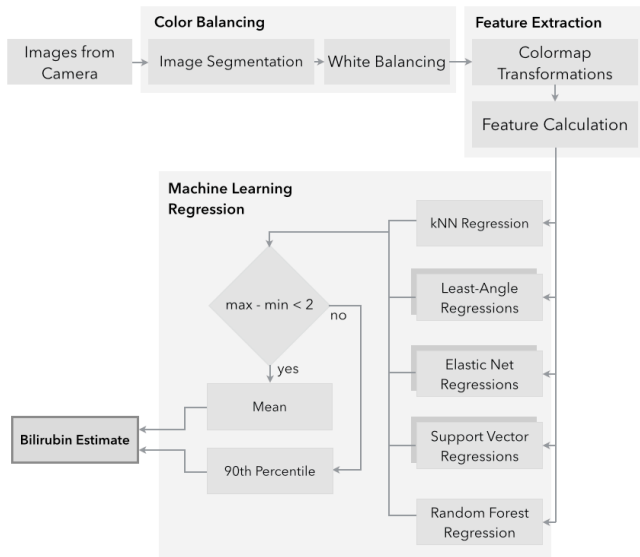 Color Balancing
Feature Extraction
Images from
Camera
Image Segmentation
White Balancing
Colormap
Transformations
Feature Calculation
Machine Learning
Regression
kNN Regression
Least-Angle
Regressions
max - min < 2
no
yes
Elastic Net
Regressions
Mean
Bilirubin Estimate
Support Vector
Regressions
90th Percentile
Random Forest
Regression